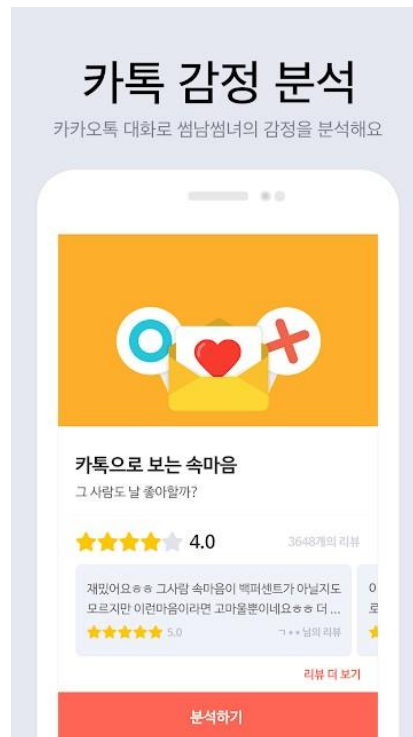 카톡 감정 분석
카카오톡 대화로 썸남썸녀의 감정을 분석해요
카톡으로 보는 속마음
그 사람도 날 좋아할까?
4.0
3648개의 리뷰
재밌어요ㅎㅎ 그사람 속마음이 백퍼센트가 아닐지도
모르지만 이런마음이라면 고마울뿐이네요ㅎㅎ 더 ...
5.0
ㄱ**님의 리뷰
이
로
리뷰 더 보기
분석하기